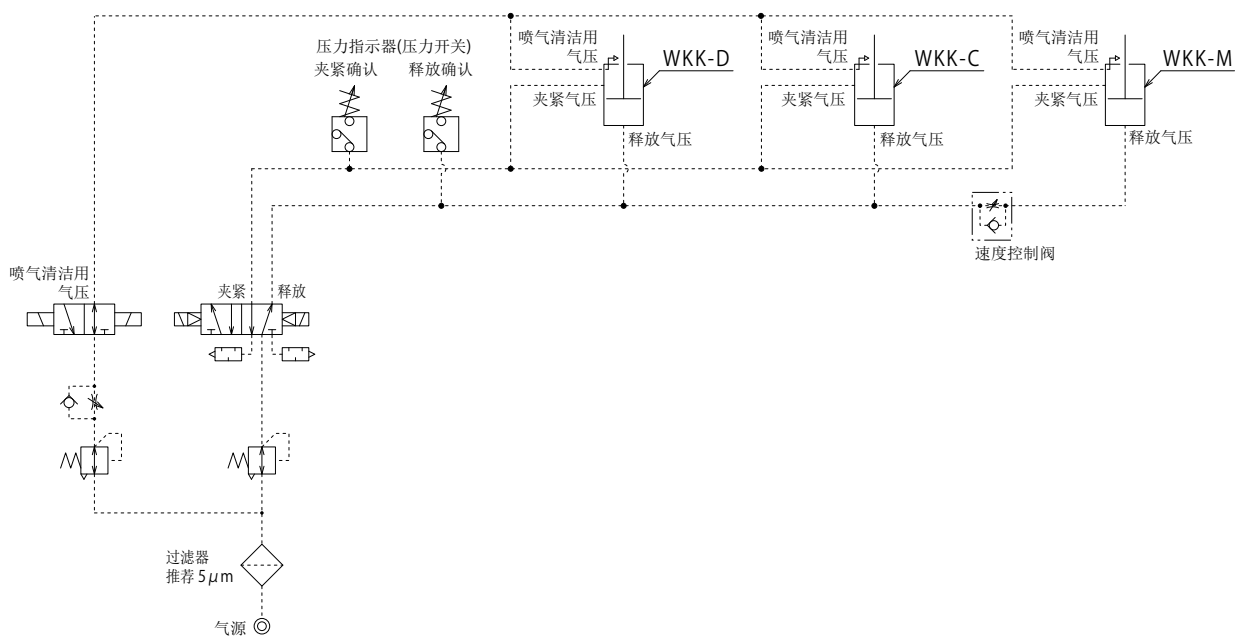 压力指示器(压力开关)
夹紧确认
释放确认
喷气清洁用
气压
WKK-D
夹紧气压
释放气压
喷气清洁用
气压
WKK-C
夹紧气压
释放气压
喷气清洁用
气压
WKK-M
夹紧气压
释放气压
速度控制阀
喷气清洁用
气压
夹紧
释放
过滤器
推荐 5μm
气源